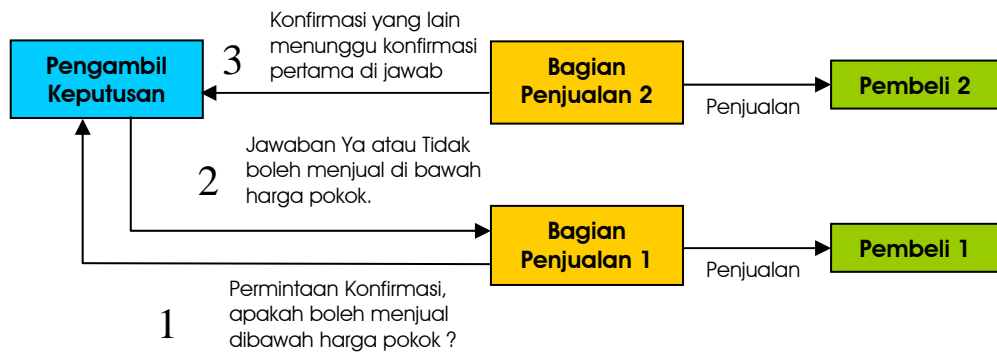 Konfirmasi yang lain
menunggu konfirmasi
pertama di jawab
3
Pengambil
Keputusan
Bagian
Penjualan 2
Penjualan
Pembeli 2
Jawaban Ya atau Tidak
boleh menjual di bawah
harga pokok.
2
Bagian
Penjualan 1
Penjualan
Pembeli 1
Permintaan Konfirmasi,
apakah boleh menjual
dibawah harga pokok ?
1